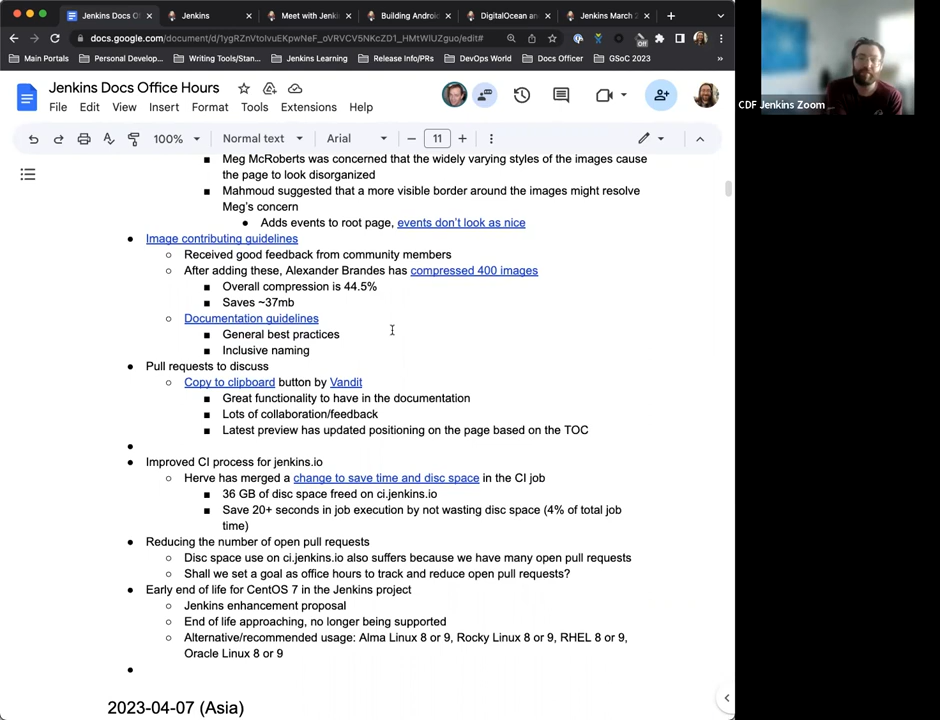 Jenkins Docs O
Jenkins
Meet with Jenki
Building Androi
DigitalOcean an
Jenkins March 2
docs.google.com/document/d/1ygRZnVtolvuEKpwNeF_oVRVCV5NKcZD1_HMtWlUZguo/edit#
Main Portals
Personal Develop...
Writing Tools/Stan...
Jenkins Learning
Release Info/PRs
DevOps World
Docs Officer
GSoC 2023
Jenkins Docs Office Hours
File Edit View Insert Format Tools Extensions Help
100% Normal text Arial 11
Meg McRoberts was concerned that the widely varying styles of the images cause
the page to look disorganized
Mahmoud suggested that a more visible border around the images might resolve
Meg's concern
Adds events to root page, events don't look as nice
Image contributing guidelines
Received good feedback from community members
After adding these, Alexander Brandes has compressed 400 images
Overall compression is 44.5%
Saves ~37mb
Documentation guidelines
General best practices
Inclusive naming
Pull requests to discuss
Copy to clipboard button by Vandit
Great functionality to have in the documentation
Lots of collaboration/feedback
Latest preview has updated positioning on the page based on the TOC
Improved CI process for jenkins.io
Herve has merged a change to save time and disc space in the CI job
36 GB of disc space freed on ci.jenkins.io
Save 20+ seconds in job execution by not wasting disc space (4% of total job
time)
Reducing the number of open pull requests
Disc space use on ci.jenkins.io also suffers because we have many open pull requests
Shall we set a goal as office hours to track and reduce open pull requests?
Early end of life for CentOS 7 in the Jenkins project
Jenkins enhancement proposal
End of life approaching, no longer being supported
Alternative/recommended usage: Alma Linux 8 or 9, Rocky Linux 8 or 9, RHEL 8 or 9,
Oracle Linux 8 or 9
2023-04-07 (Asia)
CDF Jenkins Zoom